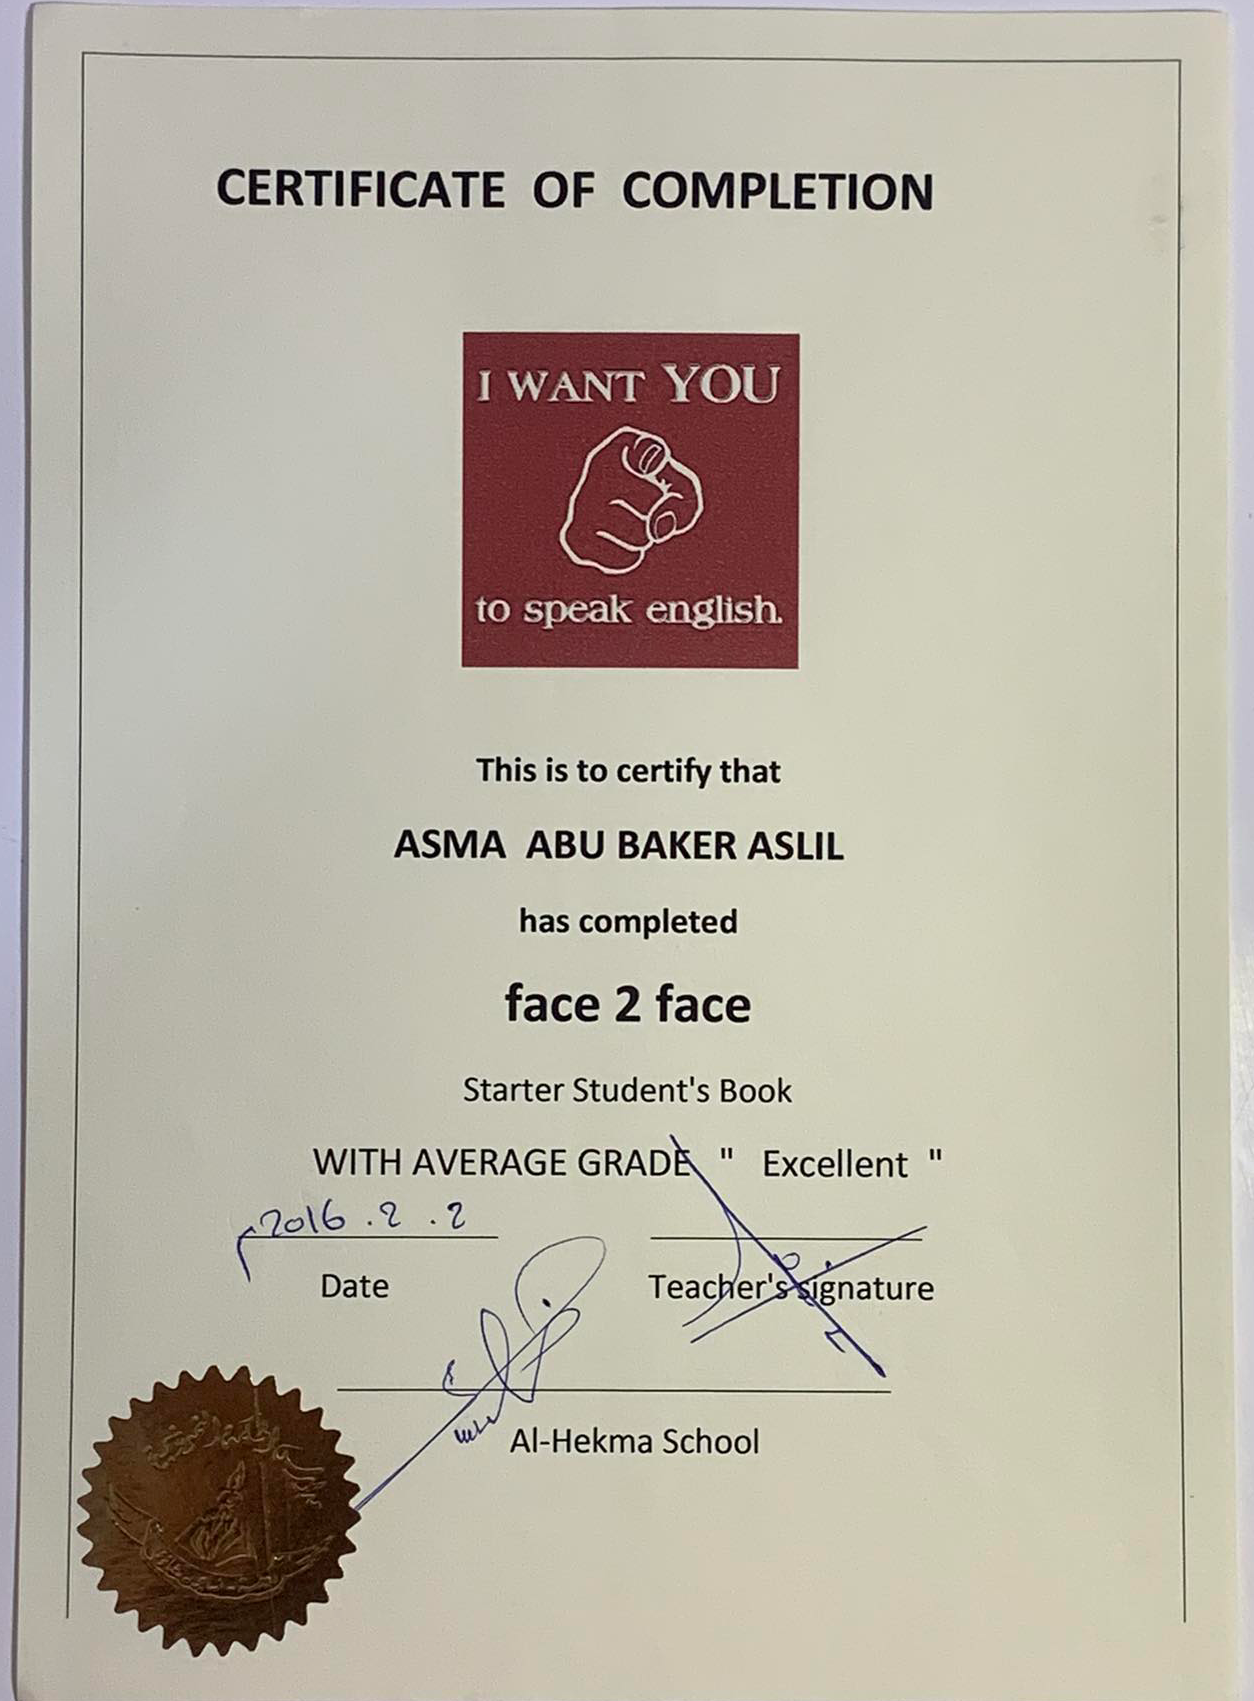 CERTIFICATE OF COMPLETION
I WANT YOU
to speak english.
This is to certify that
ASMA ABU BAKER ASLIL
has completed
face 2 face
Starter Student's Book
WITH AVERAGE GRADE " Excellent "
2016 . 2 . 2
Date
Teacher's signature
Al-Hekma School